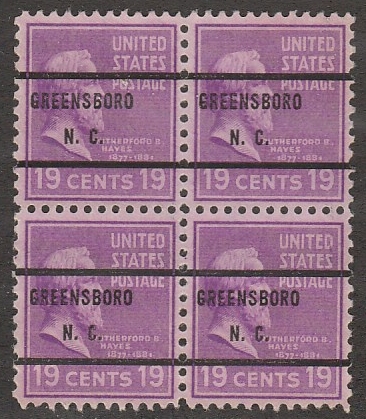 UNITED
STATES
POSTAGE
GREENSBORO
N. C.
RUTHERFORD B.
HAYES
1877-1881
19 CENTS 19
UNITED
STATES
POSTAGE
GREENSBORO
N. C.
RUTHERFORD B.
HAYES
1877-1881
19 CENTS 19
UNITED
STATES
POSTAGE
GREENSBORO
N. C.
RUTHERFORD B.
HAYES
1877-1881
19 CENTS 19
UNITED
STATES
POSTAGE
GREENSBORO
N. C.
RUTHERFORD B.
HAYES
1877-1881
19 CENTS 19